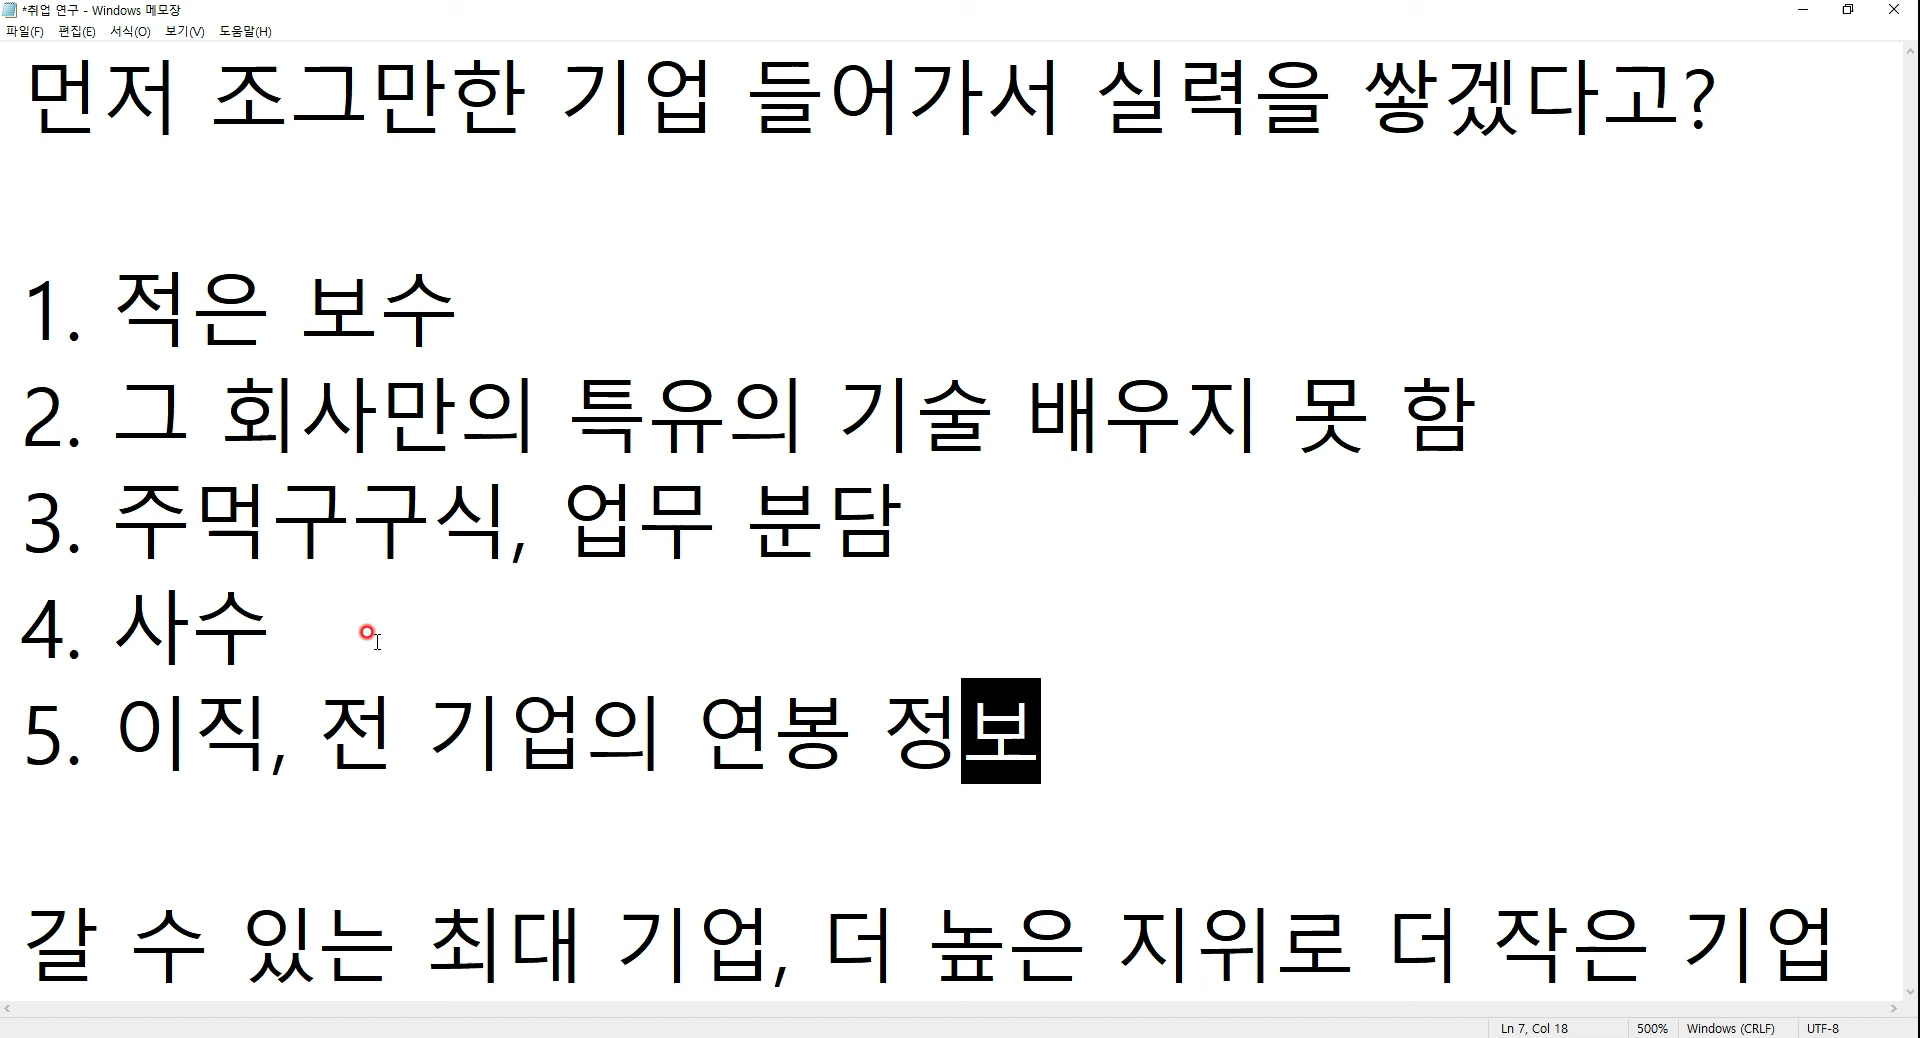 *취업 연구 - Windows 메모장
파일(F) 편집(E) 서식(O) 보기(V) 도움말(H)
먼저 조그만한 기업 들어가서 실력을 쌓겠다고?
1. 적은 보수
2. 그 회사만의 특유의 기술 배우지 못 함
3. 주먹구구식, 업무 분담
4. 사수
5. 이직, 전 기업의 연봉 정보
갈 수 있는 최대 기업, 더 높은 지위로 더 작은 기업
Ln 7, Col 18 500% Windows (CRLF) UTF-8